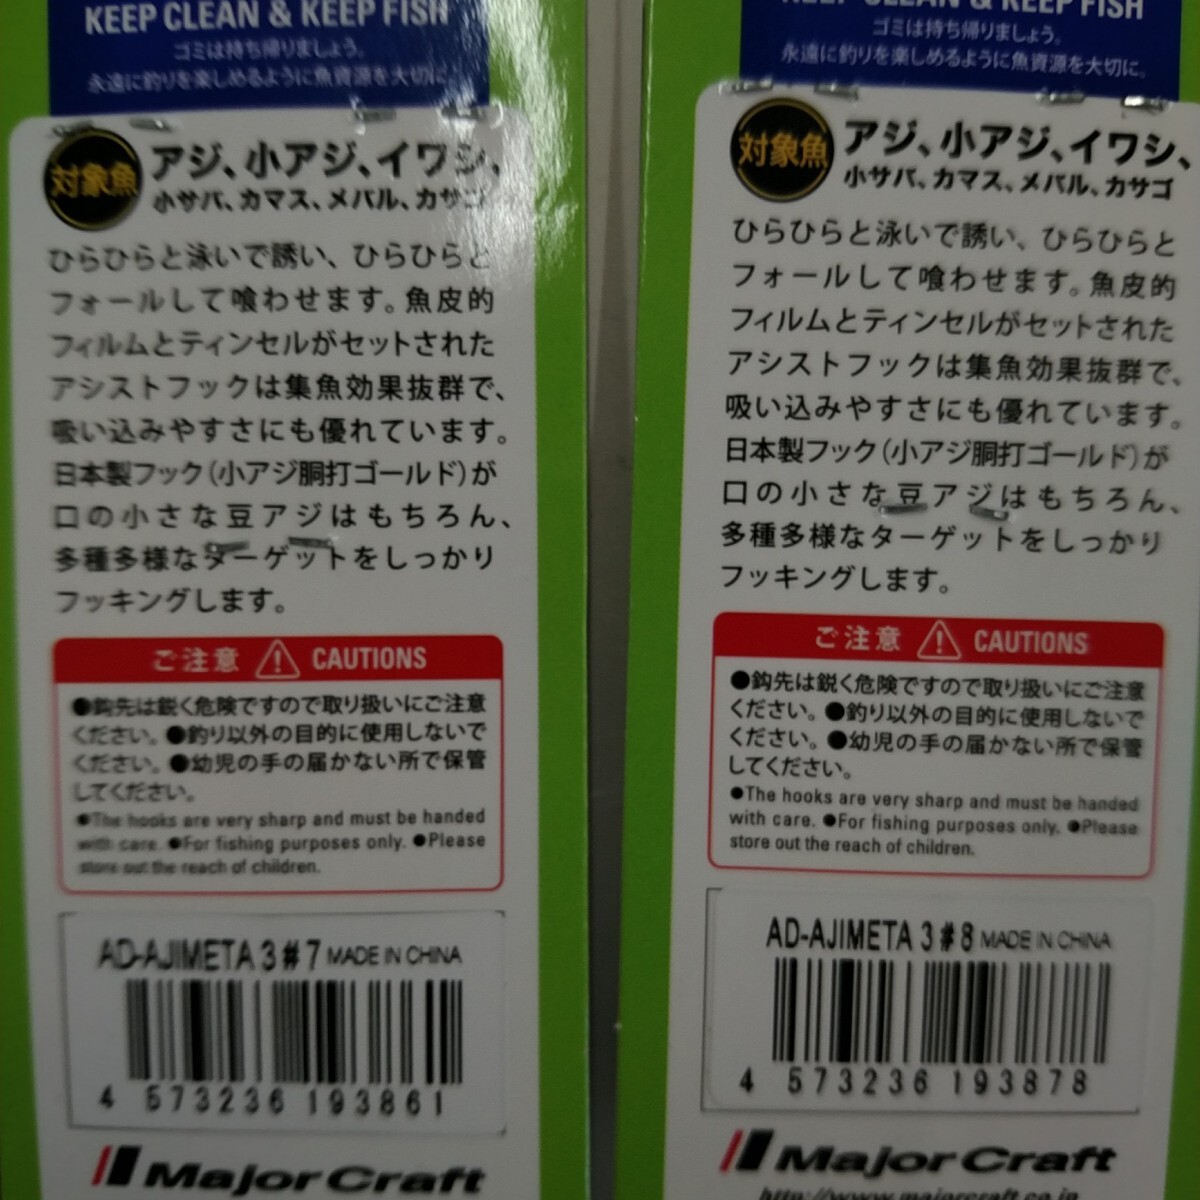 KEEP CLEAN & KEEP FISH
ゴミは持ち帰りましょう。
永遠に釣りを楽しめるように魚資源を大切に。
対象魚
アジ、小アジ、イワシ、
小サバ、カマス、メバル、カサゴ
ひらひらと泳いで誘い、ひらひらと
フォールして喰わせます。魚皮的
フィルムとティンセルがセットされた
アシストフックは集魚効果抜群で、
吸い込みやすさにも優れています。
日本製フック(小アジ胴打ゴールド)が
口の小さな豆アジはもちろん、
多種多様なターゲットをしっかり
フッキングします。
ご注意 CAUTIONS
●鈎先は鋭く危険ですので取り扱いにご注意
ください。●釣り以外の目的に使用しないで
ください。●幼児の手の届かない所で保管
してください。
●The hooks are very sharp and must be handed
with care. ●For fishing purposes only. ●Please
store out the reach of children.
AD-AJIMETA 3#7 MADE IN CHINA
4 573236 193861
Major Craft
KEEP CLEAN & KEEP FISH
ゴミは持ち帰りましょう。
永遠に釣りを楽しめるように魚資源を大切に。
対象魚
アジ、小アジ、イワシ、
小サバ、カマス、メバル、カサゴ
ひらひらと泳いで誘い、ひらひらと
フォールして喰わせます。魚皮的
フィルムとティンセルがセットされた
アシストフックは集魚効果抜群で、
吸い込みやすさにも優れています。
日本製フック(小アジ胴打ゴールド)が
口の小さな豆アジはもちろん、
多種多様なターゲットをしっかり
フッキングします。
ご注意 CAUTIONS
●鈎先は鋭く危険ですので取り扱いにご注意
ください。●釣り以外の目的に使用しないで
ください。●幼児の手の届かない所で保管
してください。
●The hooks are very sharp and must be handed
with care. ●For fishing purposes only. ●Please
store out the reach of children.
AD-AJIMETA 3#8 MADE IN CHINA
4 573236 193878
Major Craft
http://www.majorcraft.co.jp